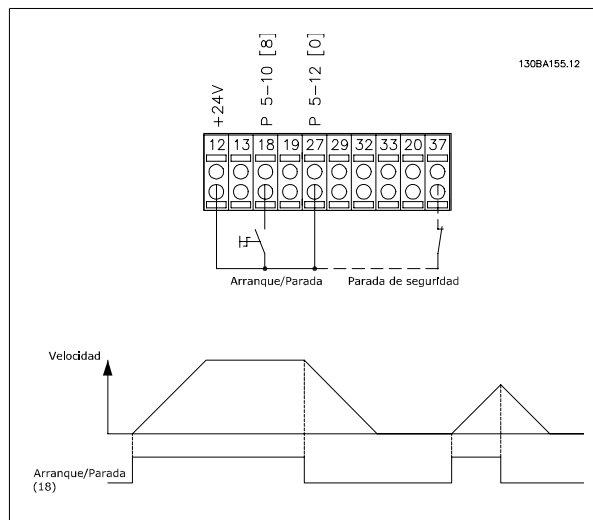 130BA155.12
+24V
P 5-10 [8]
P 5-12 [0]
12 13 18 19 27 29 32 33 20 37
Arranque/Parada Parada de seguridad
Velocidad
Arranque/Parada
(18)